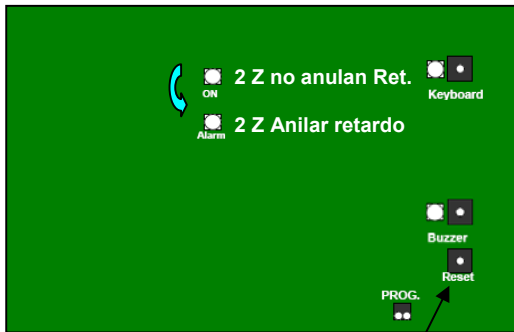 2 Z no anulan Ret.
ON
Keyboard
2 Z Anilar retardo
Alarm
Buzzer
Reset
PROG.